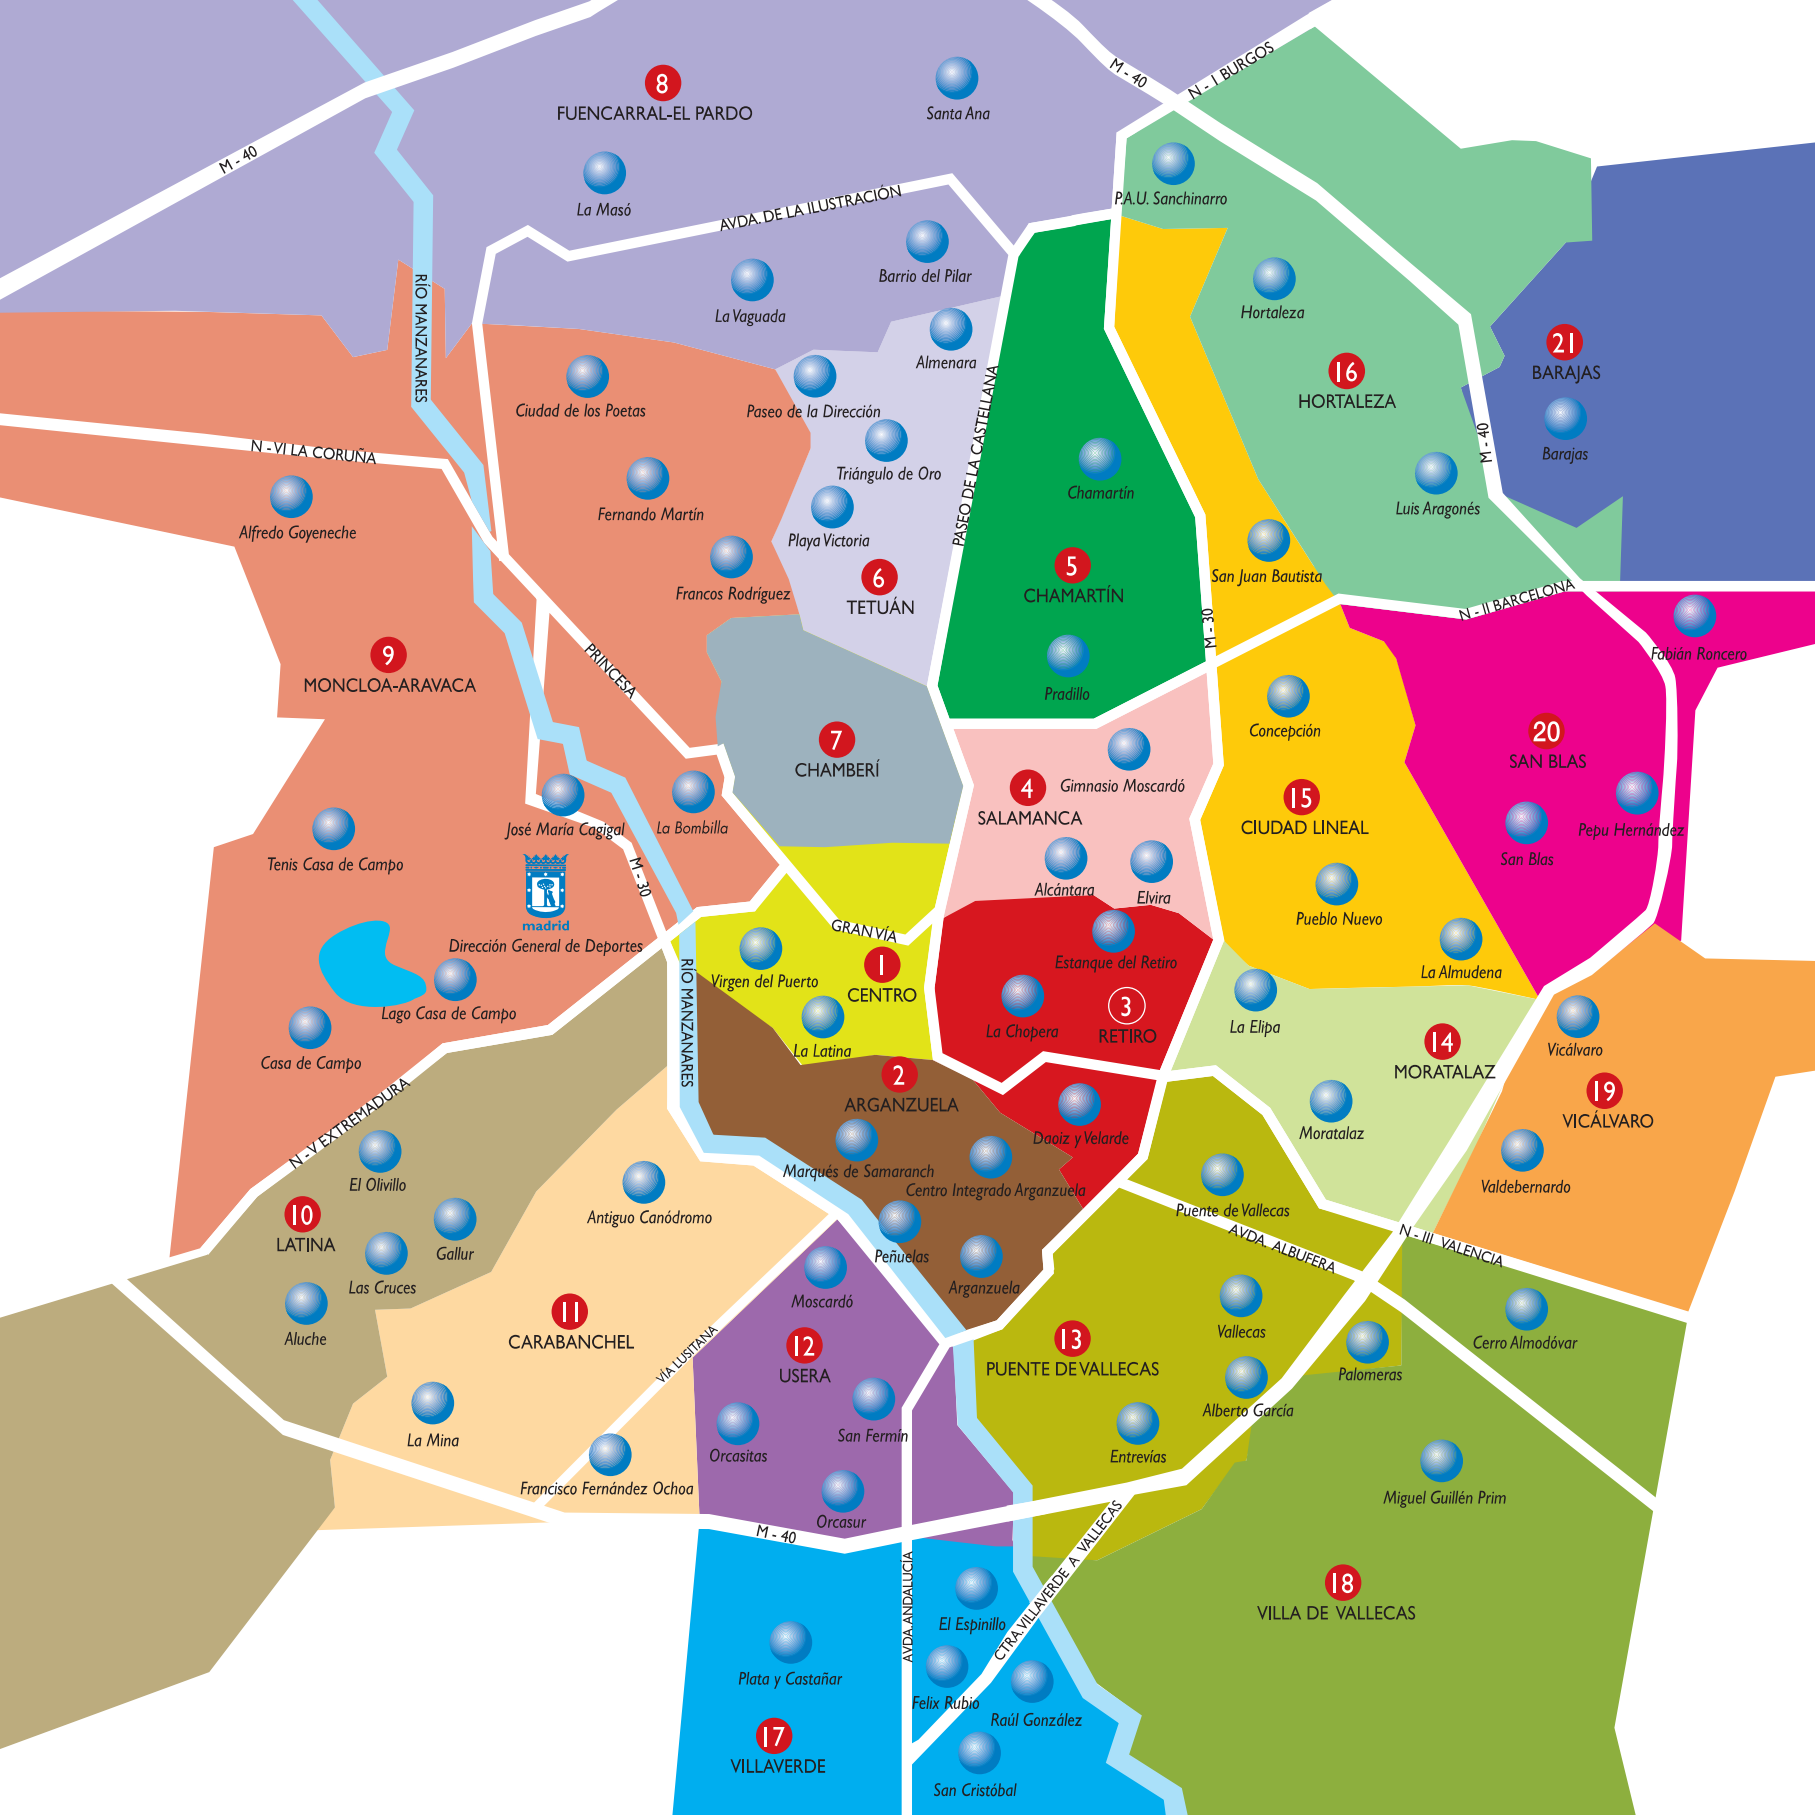 M - 40
N - I BURGOS
8
FUENCARRAL-EL PARDO
Santa Ana
M - 40
La Masó
P.A.U. Sanchinarro
AVDA. DE LA ILUSTRACIÓN
Barrio del Pilar
La Vaguada
Hortaleza
RÍO MANZANARES
Almenara
21
BARAJAS
16
HORTALEZA
Ciudad de los Poetas
Paseo de la Dirección
PASEO DE LA CASTELLANA
Barajas
M - 40
N - VI LA CORUÑA
Triángulo de Oro
Chamartín
Luis Aragonés
Alfredo Goyeneche
Fernando Martín
Playa Victoria
San Juan Bautista
Francos Rodríguez
6
TETUÁN
5
CHAMARTÍN
N - II BARCELONA
M - 30
Fabián Roncero
9
MONCLOA-ARAVACA
PRINCESA
Pradillo
Concepción
7
CHAMBERÍ
20
SAN BLAS
4
SALAMANCA
Gimnasio Moscardó
15
CIUDAD LINEAL
José María Cagigal
La Bombilla
Pepu Hernández
San Blas
Tenis Casa de Campo
M - 30
Alcántara
Elvira
Pueblo Nuevo
madrid
Dirección General de Deportes
GRAN VÍA
Estanque del Retiro
La Almudena
Virgen del Puerto
1
CENTRO
RÍO MANZANARES
Lago Casa de Campo
La Chopera
3
RETIRO
La Elipa
Casa de Campo
La Latina
14
MORATALAZ
Vicálvaro
2
ARGANZUELA
19
VICÁLVARO
N - V EXTREMADURA
Daoiz y Velarde
Moratalaz
El Olivillo
Marqués de Samaranch
Centro Integrado Arganzuela
Valdebernardo
10
LATINA
Antiguo Canódromo
Puente de Vallecas
Gallur
Peñuelas
AVDA. ALBUFERA
N - III VALENCIA
Las Cruces
Moscardó
Arganzuela
Aluche
11
CARABANCHEL
Vallecas
Cerro Almodóvar
VÍA LUSITANA
12
USERA
13
PUENTE DE VALLECAS
Palomeras
La Mina
San Fermín
Alberto García
Orcasitas
Entrevías
Francisco Fernández Ochoa
Miguel Guillén Prim
Orcasur
M - 40
AVDA. ANDALUCÍA
CTRA. VILLAVERDE A VALLECAS
18
VILLA DE VALLECAS
El Espinillo
Plata y Castañar
Felix Rubio
Raúl González
17
VILLAVERDE
San Cristóbal